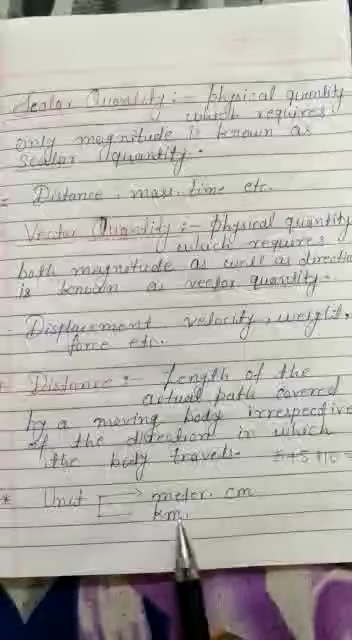 Scalar Quantity :- physical quantity
which requires
only magnitude is known as
scalar quantity.
= Distance, mass, time etc.
Vector Quantity :- physical quantity
which requires
both magnitude as well as direction
is known as vector quantity.
Displacement velocity, weight,
force etc.
Distance :- Length of the
actual path covered
by a moving body irrespective
of the direction in which
the body travels. 5+5+10=
* Unit → meter. cm
km.